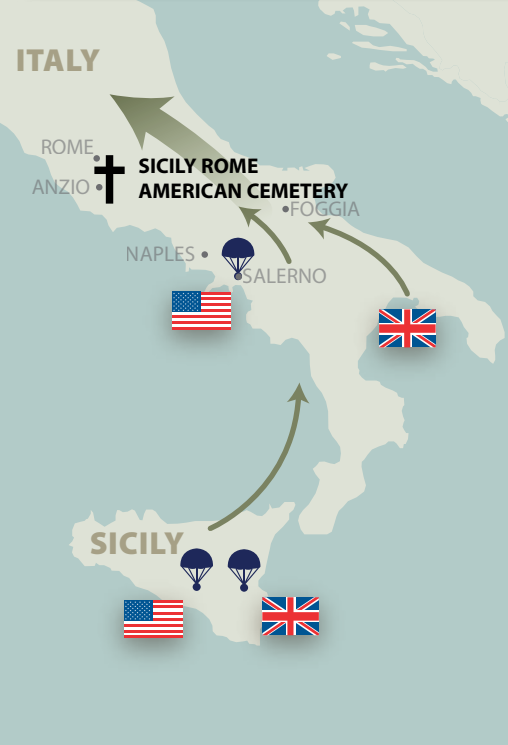 ITALY
ROME
SICILY ROME
AMERICAN CEMETERY
ANZIO
FOGGIA
NAPLES
SALERNO
SICILY